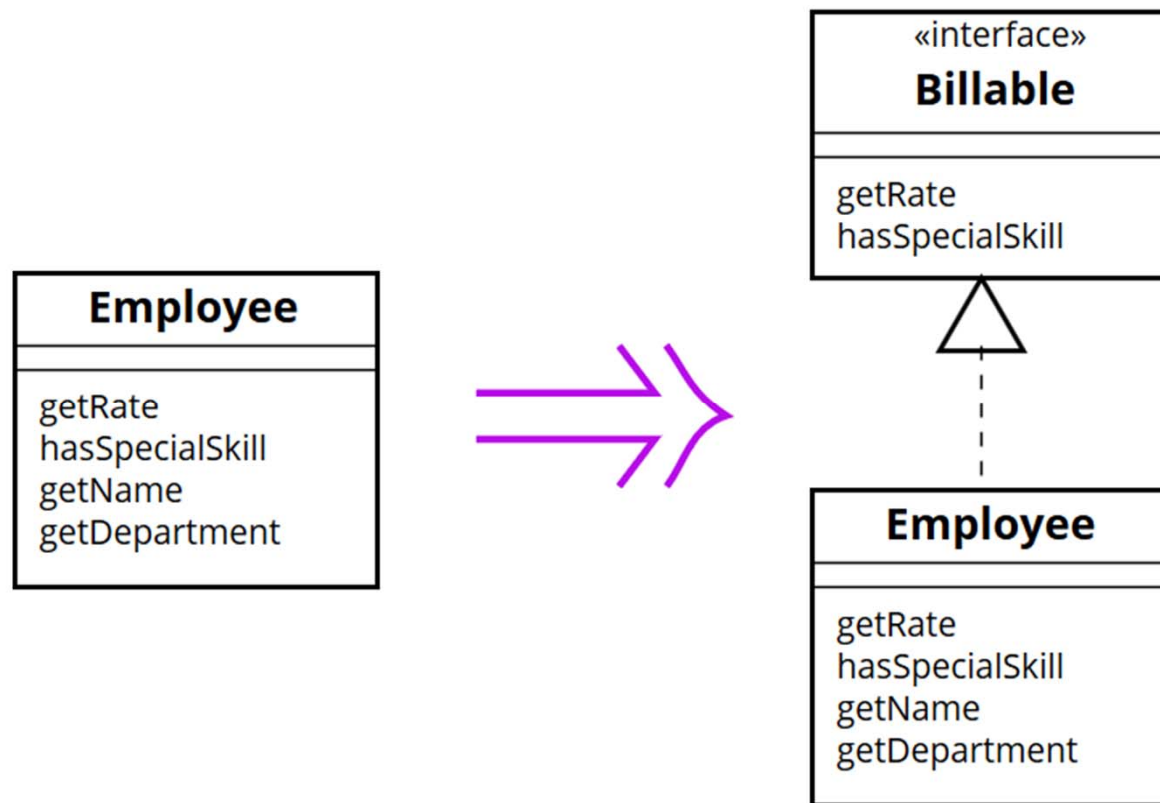 Employee
getRate
hasSpecialSkill
getName
getDepartment
«interface»
Billable
getRate
hasSpecialSkill
Employee
getRate
hasSpecialSkill
getName
getDepartment